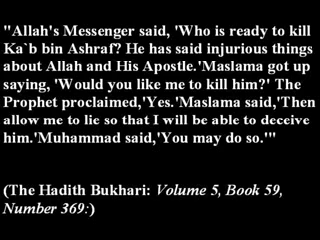 "Allah's Messenger said, 'Who is ready to kill
Ka`b bin Ashraf? He has said injurious things
about Allah and His Apostle.'Maslama got up
saying, 'Would you like me to kill him?' The
Prophet proclaimed,'Yes.'Maslama said,'Then
allow me to lie so that I will be able to deceive
him.'Muhammad said,'You may do so.'"
(The Hadith Bukhari: Volume 5, Book 59,
Number 369:)